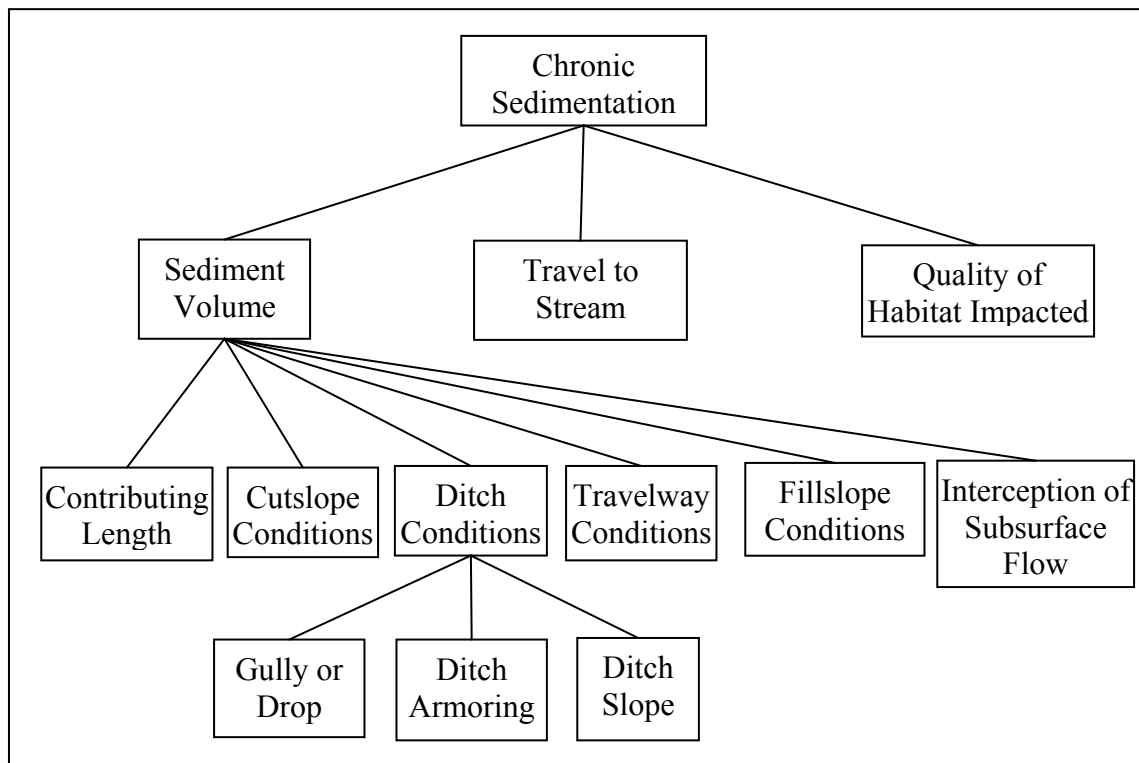 Chronic
Sedimentation
Sediment
Volume
Travel to
Stream
Quality of
Habitat Impacted
Contributing
Length
Cutslope
Conditions
Ditch
Conditions
Travelway
Conditions
Fillslope
Conditions
Interception of
Subsurface
Flow
Gully or
Drop
Ditch
Armoring
Ditch
Slope